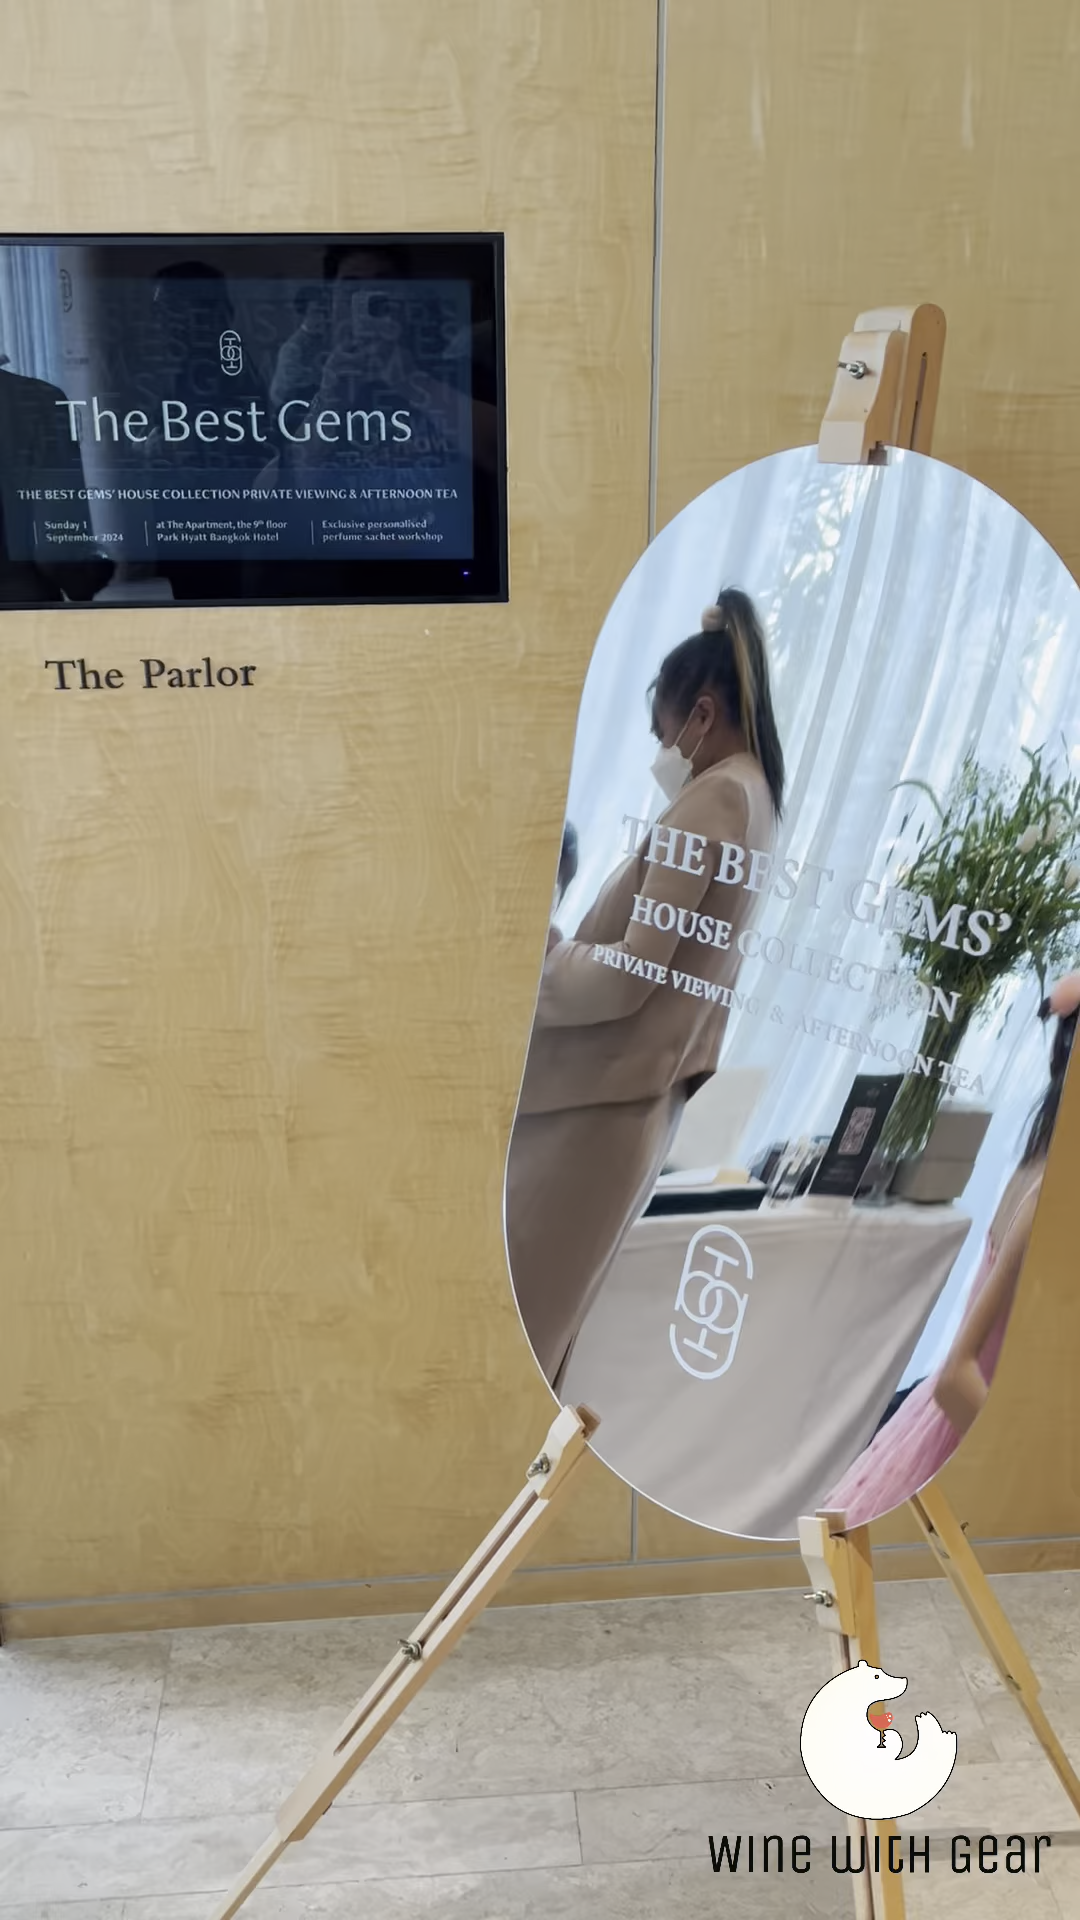 The Best Gems
THE BEST GEMS' HOUSE COLLECTION PRIVATE VIEWING & AFTERNOON TEA
Sunday 1
September 2024
at The Apartment, the 9th floor
Park Hyatt Bangkok Hotel
Exclusive personalised
perfume sachet workshop
The Parlor
THE BEST GEMS'
HOUSE COLLECTION
PRIVATE VIEWING & AFTERNOON TEA
WINE WITH GEAR